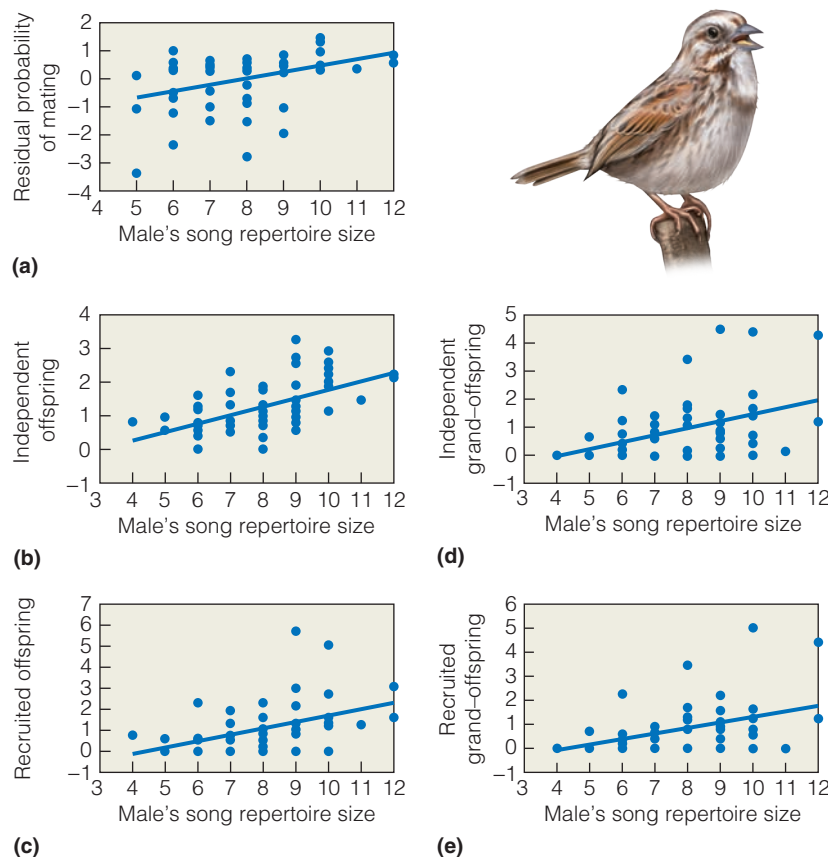 2
1
0
–1
–2
–3
–4
Residual probability
of mating
4 5 6 7 8 9 10 11 12
Male's song repertoire size
(a)
4
3
2
1
0
–1
Independent
offspring
3 4 5 6 7 8 9 10 11 12
Male's song repertoire size
(b)
5
4
3
2
1
0
–1
Independent
grand–offspring
3 4 5 6 7 8 9 10 11 12
Male's song repertoire size
(d)
7
6
5
4
3
2
1
0
–1
Recruited offspring
3 4 5 6 7 8 9 10 11 12
Male's song repertoire size
(c)
6
5
4
3
2
1
0
–1
Recruited
grand–offspring
3 4 5 6 7 8 9 10 11 12
Male's song repertoire size
(e)